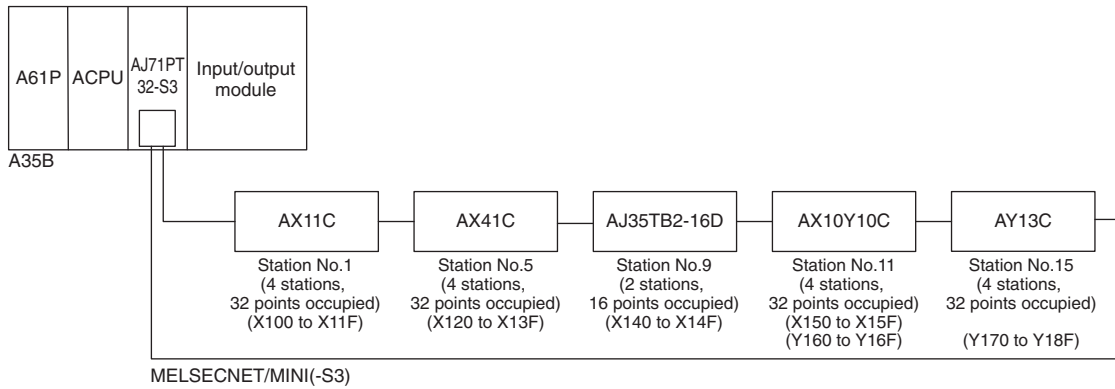 A61P
ACPU
AJ71PT
32-S3
Input/output
module
A35B
AX11C
AX41C
AJ35TB2-16D
AX10Y10C
AY13C
Station No.1
(4 stations,
32 points occupied)
(X100 to X11F)
Station No.5
(4 stations,
32 points occupied)
(X120 to X13F)
Station No.9
(2 stations,
16 points occupied)
(X140 to X14F)
Station No.11
(4 stations,
32 points occupied)
(X150 to X15F)
(Y160 to Y16F)
Station No.15
(4 stations,
32 points occupied)
(Y170 to Y18F)
MELSECNET/MINI(-S3)